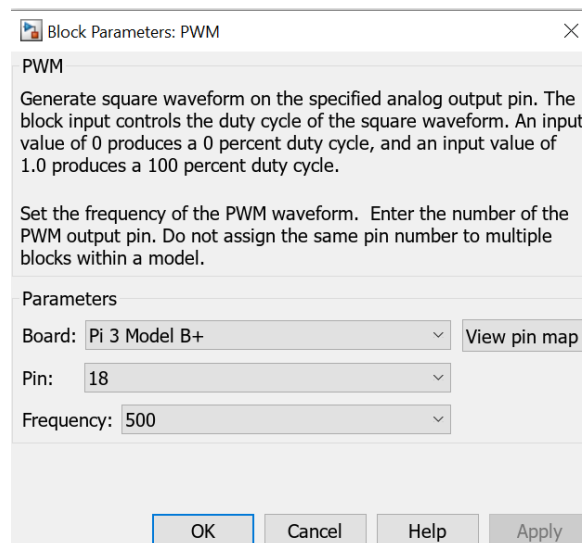 Block Parameters: PWM
PWM
Generate square waveform on the specified analog output pin. The
block input controls the duty cycle of the square waveform. An input
value of 0 produces a 0 percent duty cycle, and an input value of
1.0 produces a 100 percent duty cycle.
Set the frequency of the PWM waveform.  Enter the number of the
PWM output pin. Do not assign the same pin number to multiple
blocks within a model.
Parameters
Board: Pi 3 Model B+ View pin map
Pin: 18
Frequency: 500
OK Cancel Help Apply